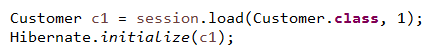 Customer c1 = session.load(Customer.class, 1);
Hibernate.initialize(c1);